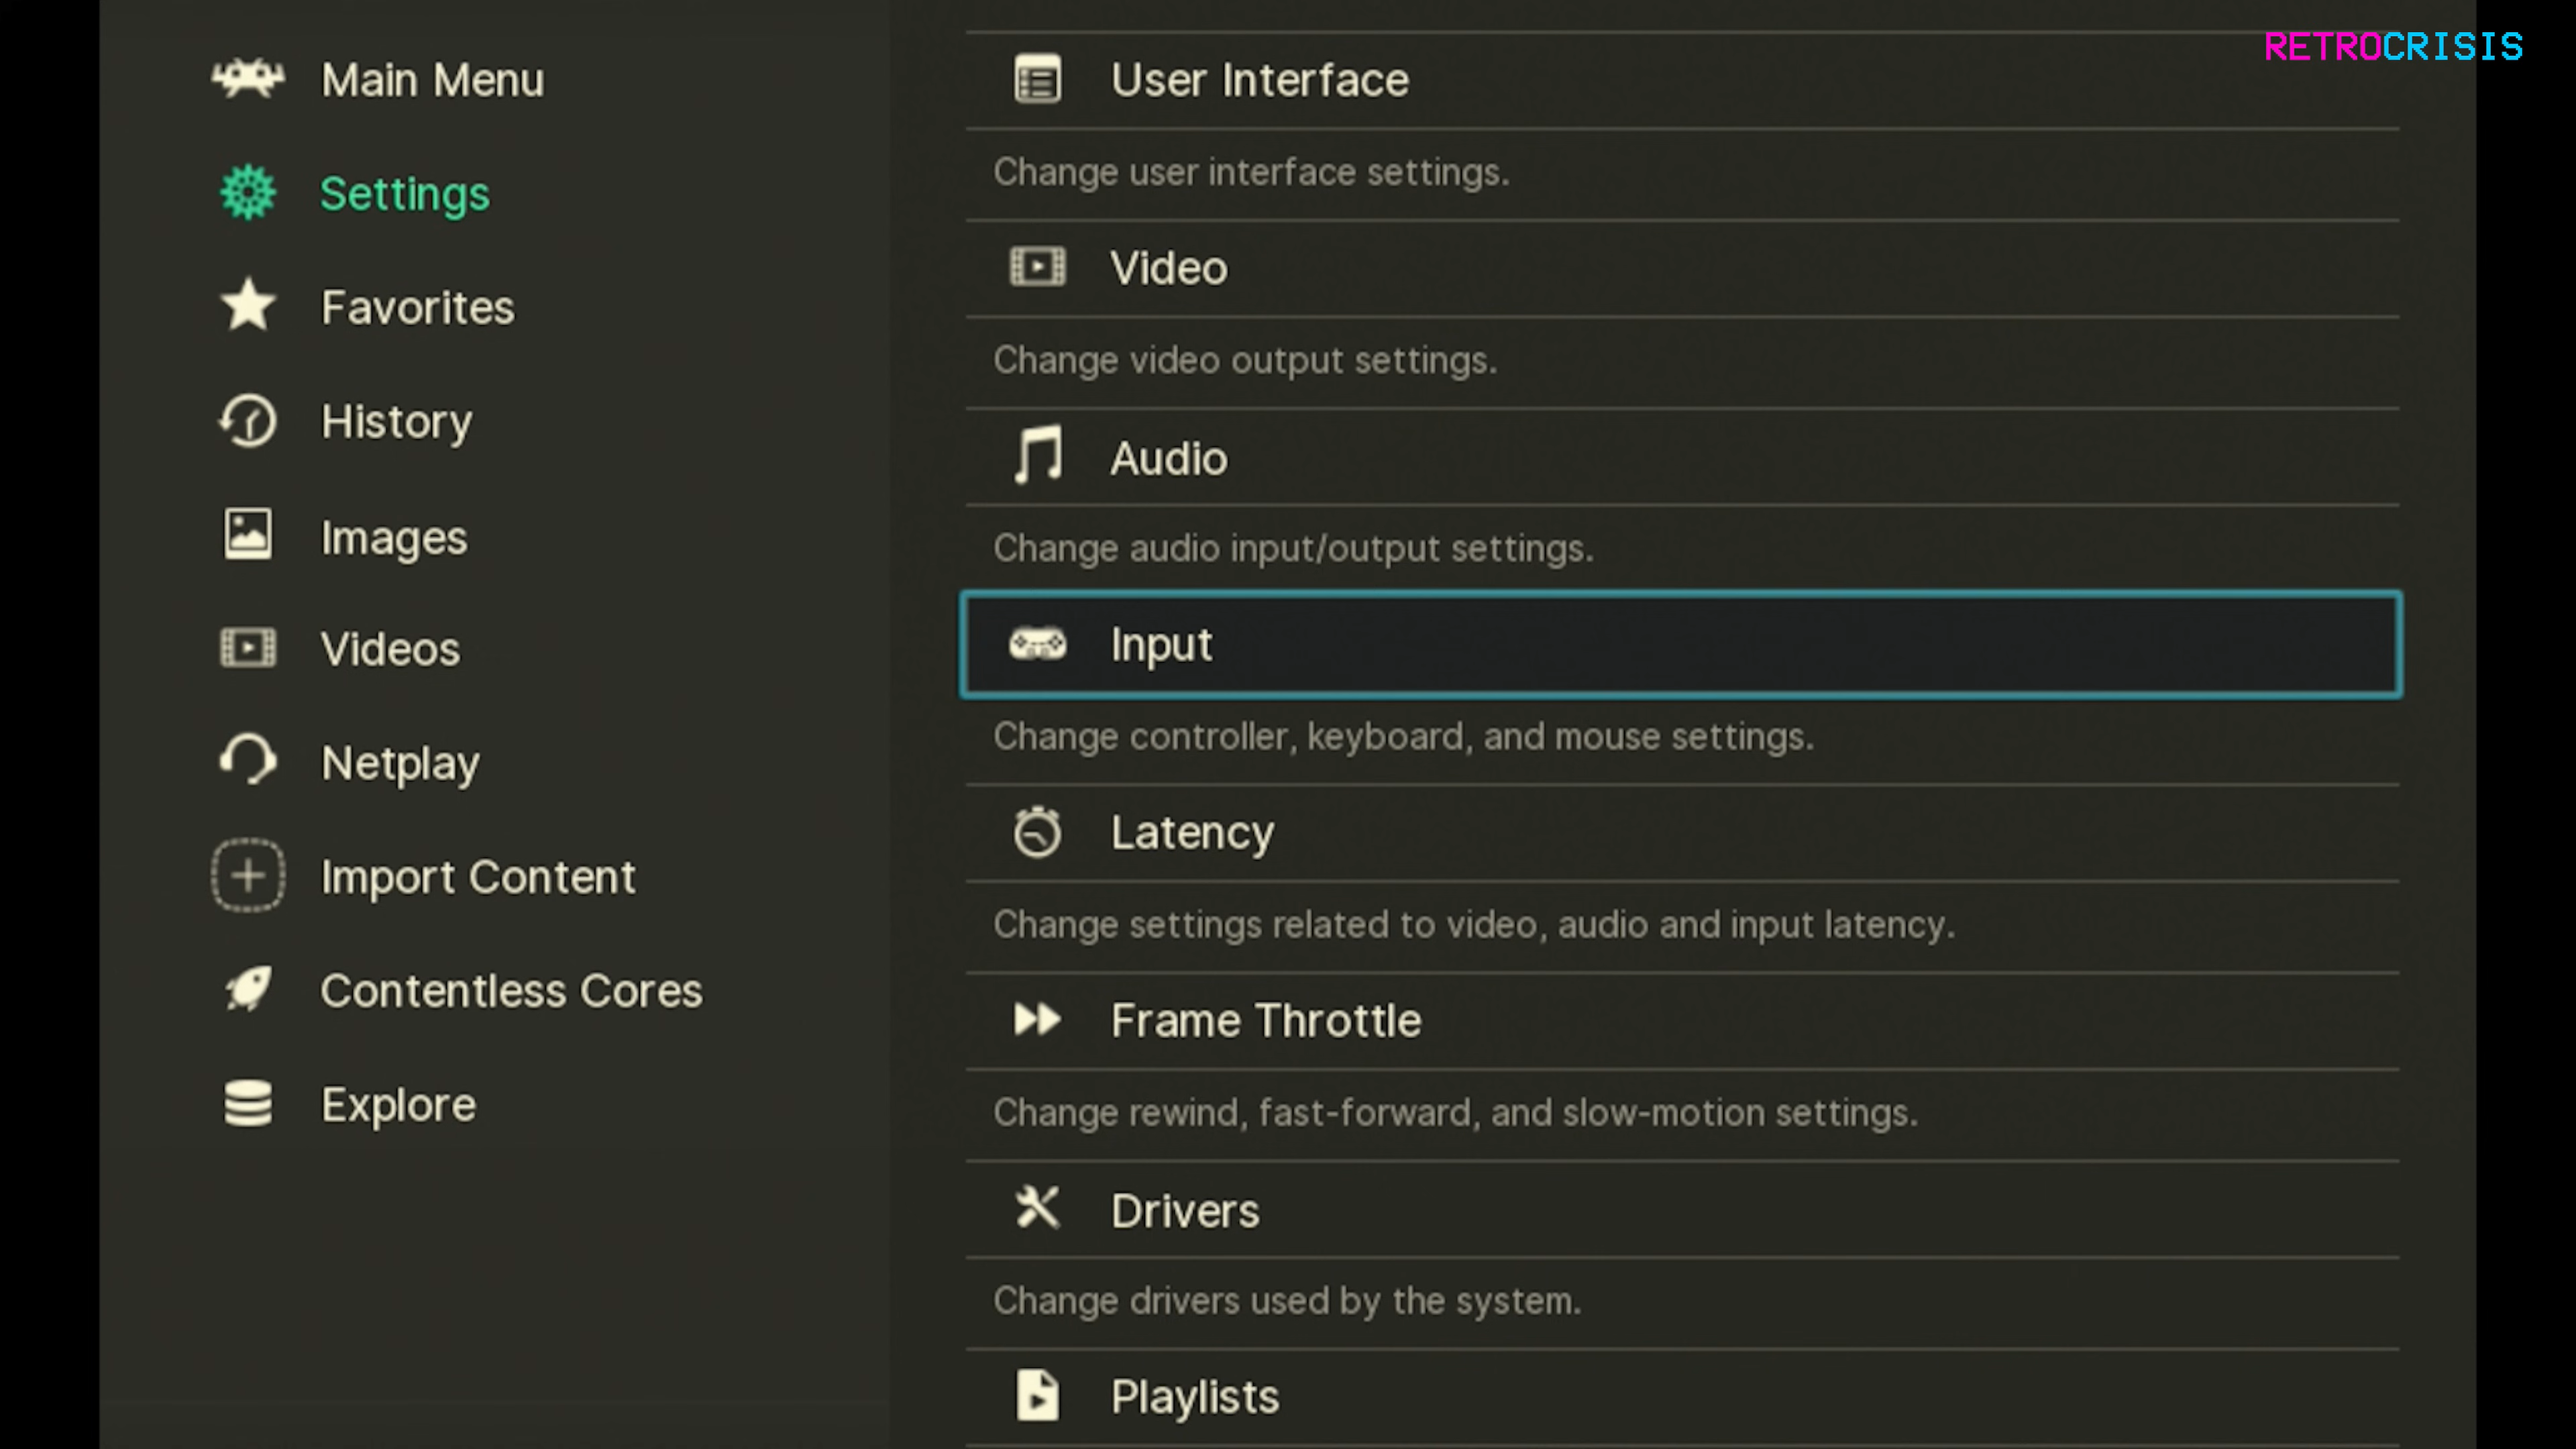 RETROCRISIS
Main Menu
Settings
Favorites
History
Images
Videos
Netplay
Import Content
Contentless Cores
Explore
User Interface
Change user interface settings.
Video
Change video output settings.
Audio
Change audio input/output settings.
Input
Change controller, keyboard, and mouse settings.
Latency
Change settings related to video, audio and input latency.
Frame Throttle
Change rewind, fast-forward, and slow-motion settings.
Drivers
Change drivers used by the system.
Playlists